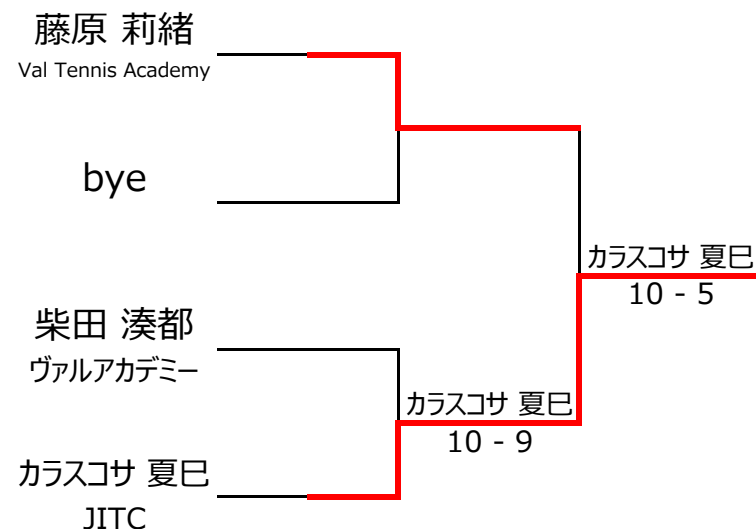 藤原 莉緒
Val Tennis Academy
bye
柴田 湊都
ヴァルアカデミー
カラスコサ 夏巳
JITC
カラスコサ 夏巳
10 - 9
カラスコサ 夏巳
10 - 5